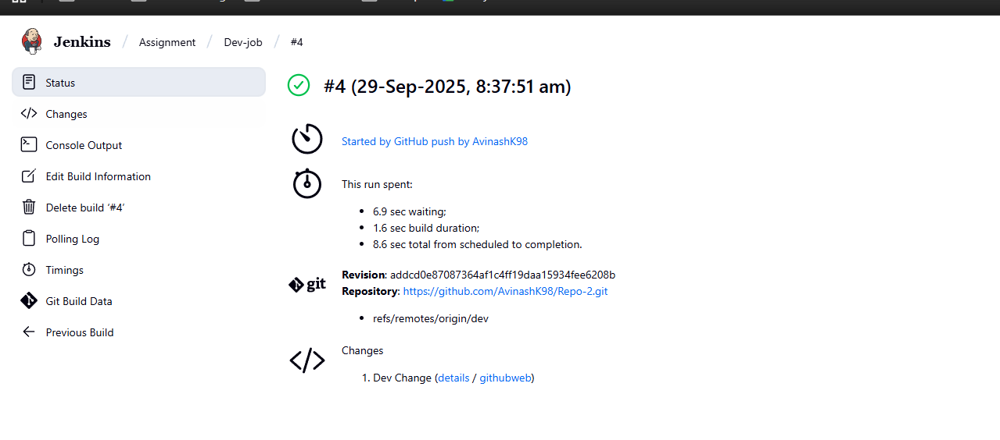 Jenkins / Assignment / Dev-job / #4
Status
Changes
Console Output
Edit Build Information
Delete build ‘#4’
Polling Log
Timings
Git Build Data
Previous Build
#4 (29-Sep-2025, 8:37:51 am)
Started by GitHub push by AvinashK98
This run spent:
• 6.9 sec waiting;
• 1.6 sec build duration;
• 8.6 sec total from scheduled to completion.
git
Revision: addcd0e87087364af1c4ff19daa15934fee6208b
Repository: https://github.com/AvinashK98/Repo-2.git
• refs/remotes/origin/dev
Changes
1. Dev Change (details / githubweb)